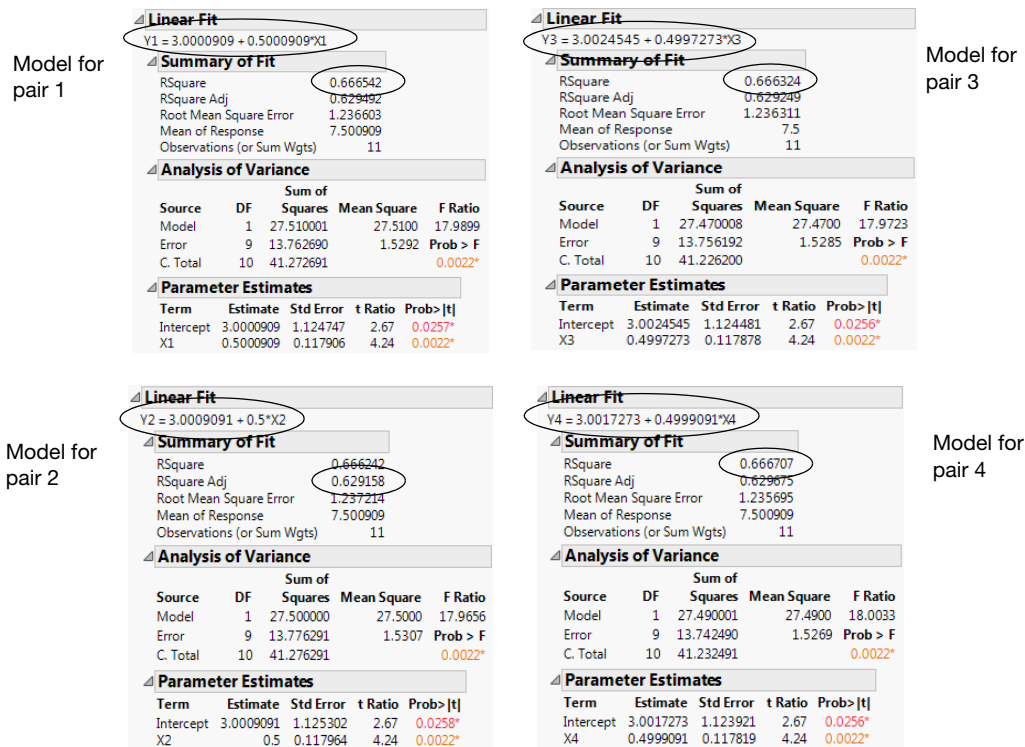 Model for
pair 1
Linear Fit
Y1 = 3.0000909 + 0.5000909*X1
Summary of Fit
RSquare 0.666542
RSquare Adj 0.629492
Root Mean Square Error 1.236603
Mean of Response 7.500909
Observations (or Sum Wgts) 11
Analysis of Variance
Sum of
Source DF Squares Mean Square F Ratio
Model 1 27.510001 27.5100 17.9899
Error 9 13.762690 1.5292 Prob > F
C. Total 10 41.272691 0.0022*
Parameter Estimates
Term Estimate Std Error t Ratio Prob>|t|
Intercept 3.0000909 1.124747 2.67 0.0257*
X1 0.5000909 0.117906 4.24 0.0022*
Model for
pair 3
Linear Fit
Y3 = 3.0024545 + 0.4997273*X3
Summary of Fit
RSquare 0.666324
RSquare Adj 0.629249
Root Mean Square Error 1.236311
Mean of Response 7.5
Observations (or Sum Wgts) 11
Analysis of Variance
Sum of
Source DF Squares Mean Square F Ratio
Model 1 27.470008 27.4700 17.9723
Error 9 13.756192 1.5285 Prob > F
C. Total 10 41.226200 0.0022*
Parameter Estimates
Term Estimate Std Error t Ratio Prob>|t|
Intercept 3.0024545 1.124481 2.67 0.0256*
X3 0.4997273 0.117878 4.24 0.0022*
Model for
pair 2
Linear Fit
Y2 = 3.0009091 + 0.5*X2
Summary of Fit
RSquare 0.666242
RSquare Adj 0.629158
Root Mean Square Error 1.237214
Mean of Response 7.500909
Observations (or Sum Wgts) 11
Analysis of Variance
Sum of
Source DF Squares Mean Square F Ratio
Model 1 27.500000 27.5000 17.9656
Error 9 13.776291 1.5307 Prob > F
C. Total 10 41.276291 0.0022*
Parameter Estimates
Term Estimate Std Error t Ratio Prob>|t|
Intercept 3.0009091 1.125302 2.67 0.0258*
X2 0.5 0.117964 4.24 0.0022*
Model for
pair 4
Linear Fit
Y4 = 3.0017273 + 0.4999091*X4
Summary of Fit
RSquare 0.666707
RSquare Adj 0.629675
Root Mean Square Error 1.235695
Mean of Response 7.500909
Observations (or Sum Wgts) 11
Analysis of Variance
Sum of
Source DF Squares Mean Square F Ratio
Model 1 27.490001 27.4900 18.0033
Error 9 13.742490 1.5269 Prob > F
C. Total 10 41.232491 0.0022*
Parameter Estimates
Term Estimate Std Error t Ratio Prob>|t|
Intercept 3.0017273 1.123921 2.67 0.0256*
X4 0.4999091 0.117819 4.24 0.0022*